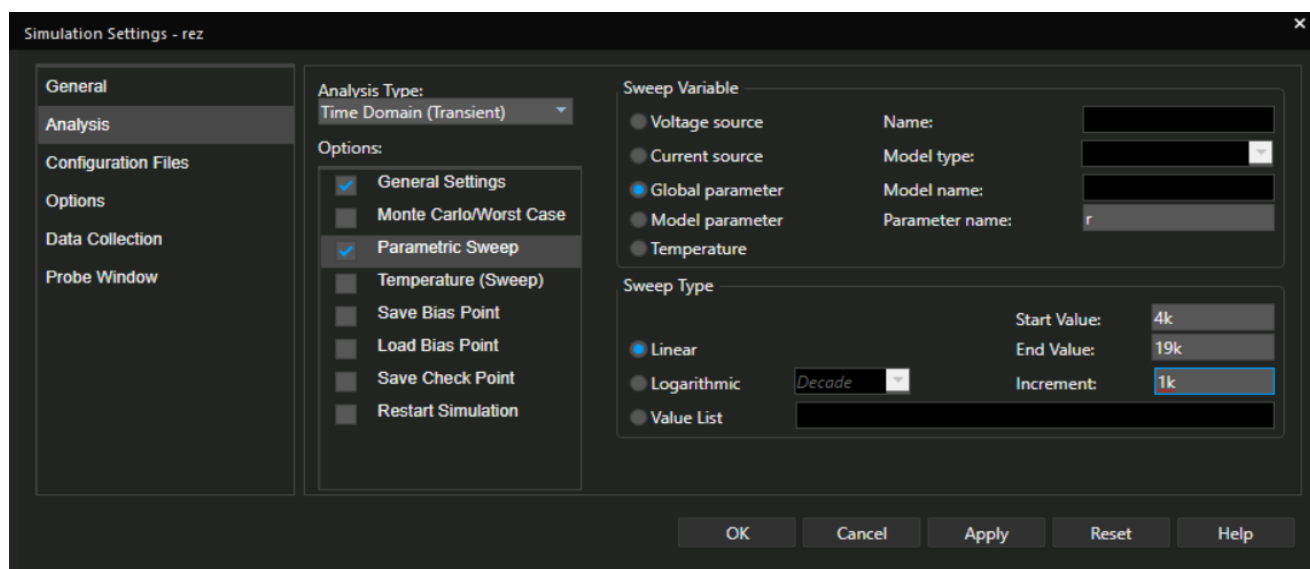 Simulation Settings - rez
×
General
Analysis
Configuration Files
Options
Data Collection
Probe Window
Analysis Type:
Time Domain (Transient)
Options:
General Settings
Monte Carlo/Worst Case
Parametric Sweep
Temperature (Sweep)
Save Bias Point
Load Bias Point
Save Check Point
Restart Simulation
Sweep Variable
Voltage source Name:
Current source Model type:
Global parameter Model name:
Model parameter Parameter name: r
Temperature
Sweep Type
Start Value: 4k
Linear End Value: 19k
Logarithmic Decade Increment: 1k
Value List
OK Cancel Apply Reset Help